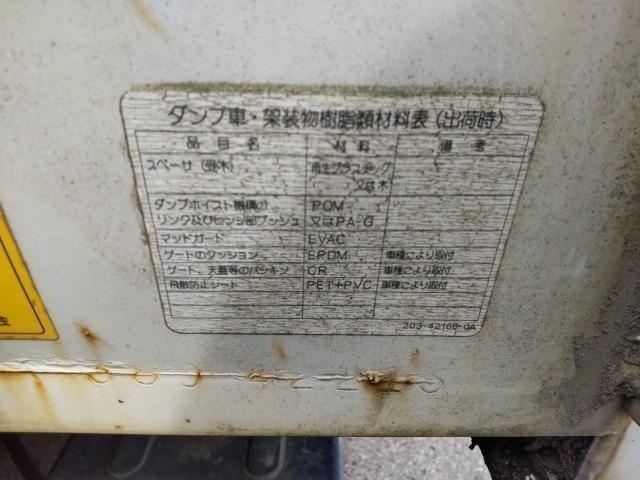 ダンプ車・架装物樹脂類材料表(出荷時)
品目名 材料 備考
スペーサ(受木) 再生プラスチック
又は木
ダンプホイスト機構の POM
リンク及びヒンジ部ブッシュ 又はPA-G
マッドガード EVAC
ゲートのクッション EPDM 車種により取付
ゲート、天蓋等のパッキン CR 車種により取付
飛散防止シート PET+PVC 車種により取付
203-42166-0A